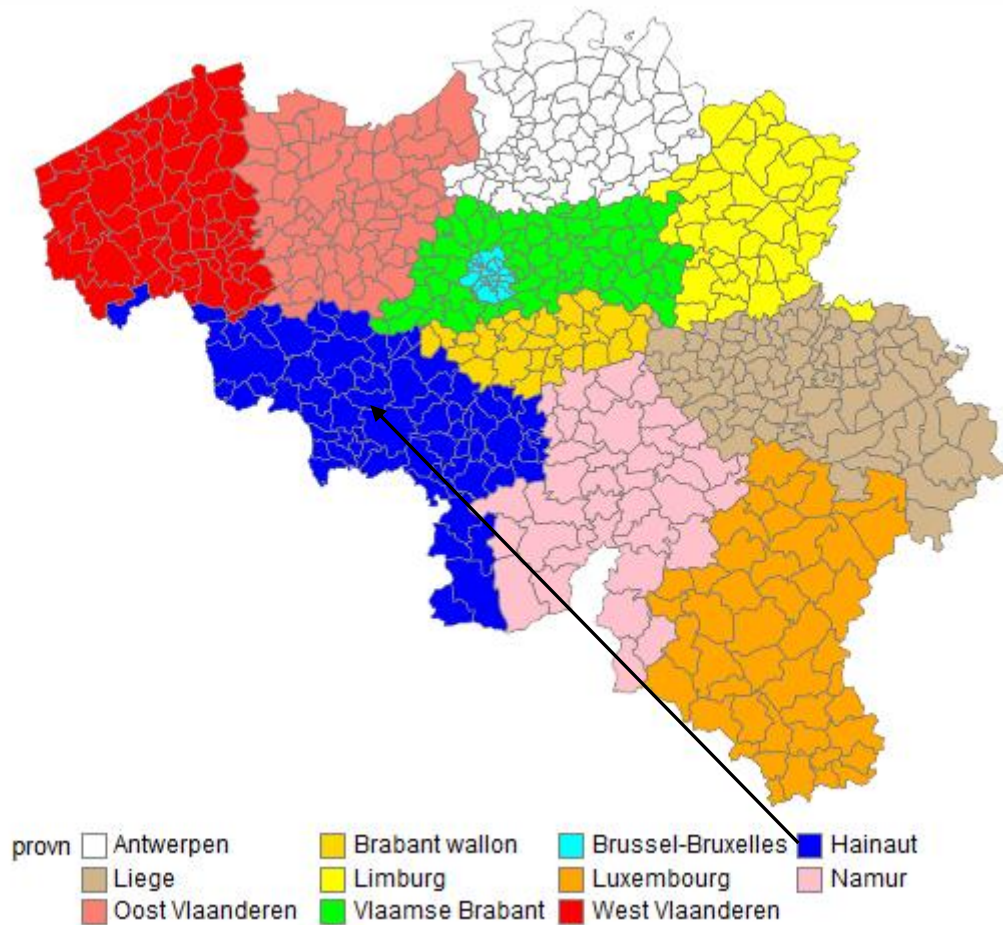 provn Antwerpen Brabant wallon Brussel-Bruxelles Hainaut
Liege Limburg Luxembourg Namur
Oost Vlaanderen Vlaamse Brabant West Vlaanderen